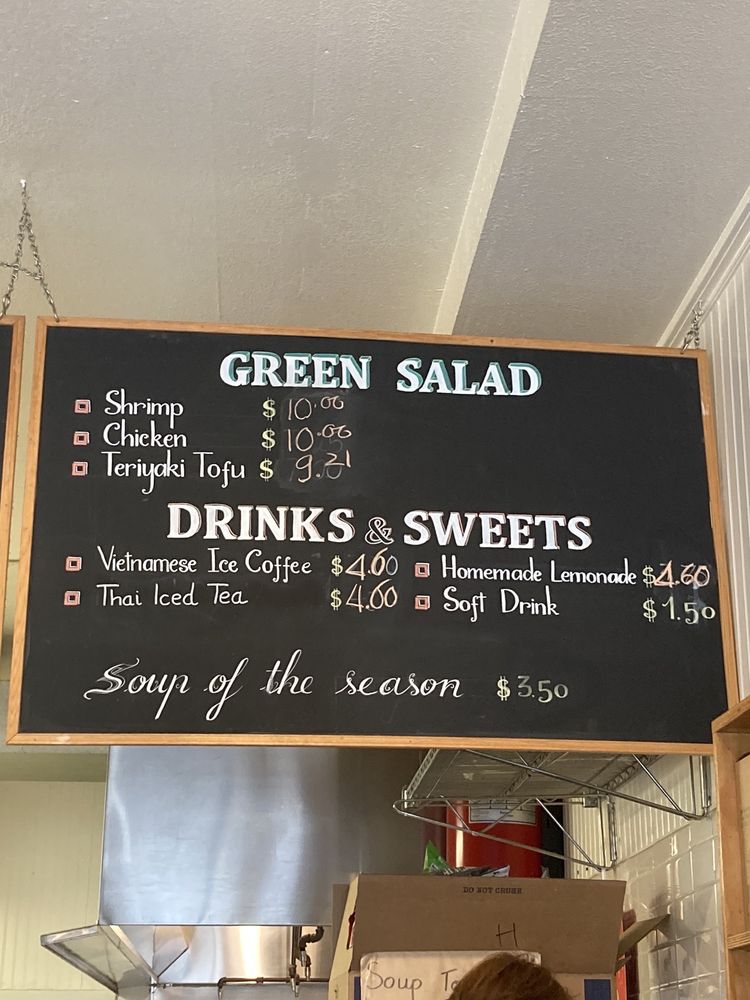 GREEN SALAD
Shrimp $ 10.00
Chicken $ 10.00
Teriyaki Tofu $ 9.21
DRINKS & SWEETS
Vietnamese Ice Coffee $4.60 Homemade Lemonade $4.60
Thai Iced Tea $4.60 Soft Drink $1.50
Soup of the season $3.50
DO NOT CRUSH
H
Soup